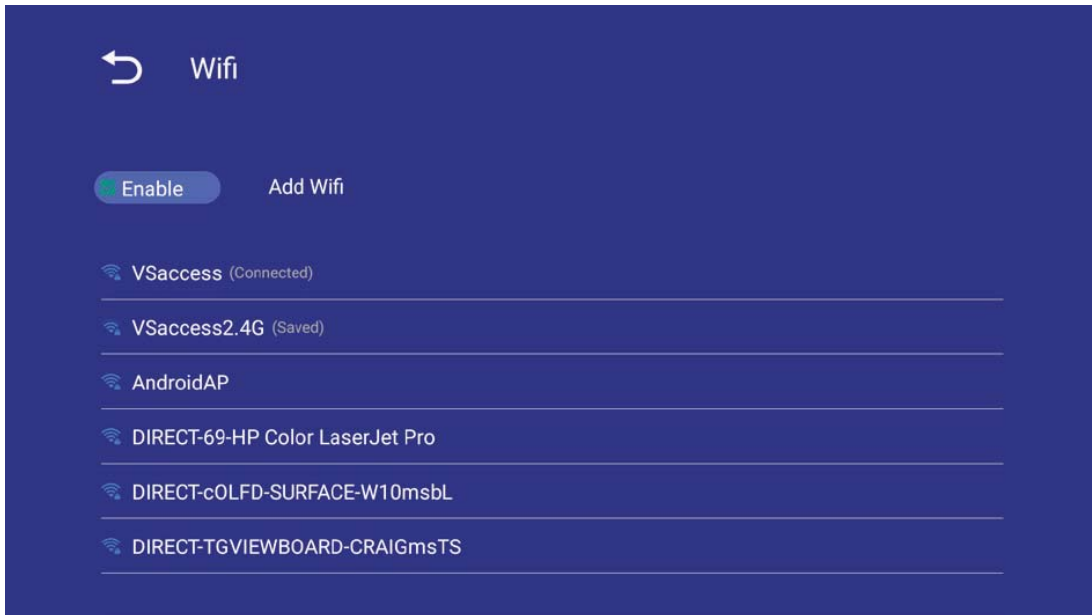 Wifi
Enable Add Wifi
VSaccess (Connected)
VSaccess2.4G (Saved)
AndroidAP
DIRECT-69-HP Color LaserJet Pro
DIRECT-cOLFD-SURFACE-W10msbL
DIRECT-TGVIEWBOARD-CRAIGmsTS